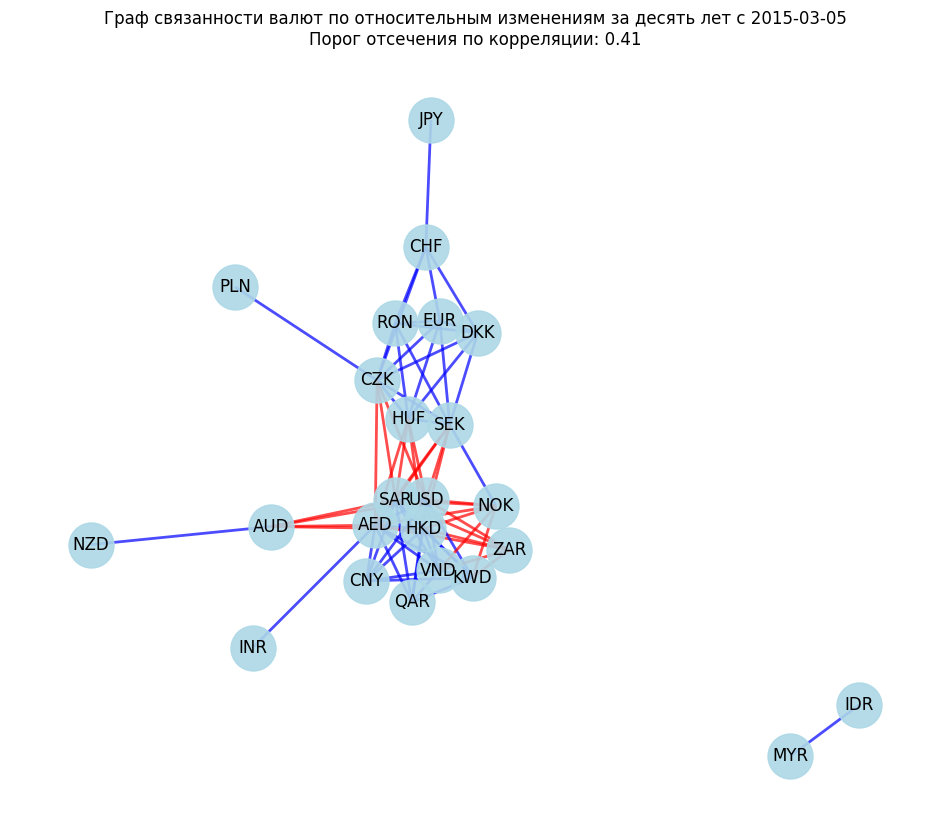 Граф связанности валют по относительным изменениям за десять лет с 2015-03-05
Порог отсечения по корреляции: 0.41
JPY
CHF
PLN
RON
EUR
DKK
CZK
HUF
SEK
SAR
USD
NOK
AUD
AED
HKD
NZD
ZAR
CNY
VND
KWD
QAR
INR
IDR
MYR